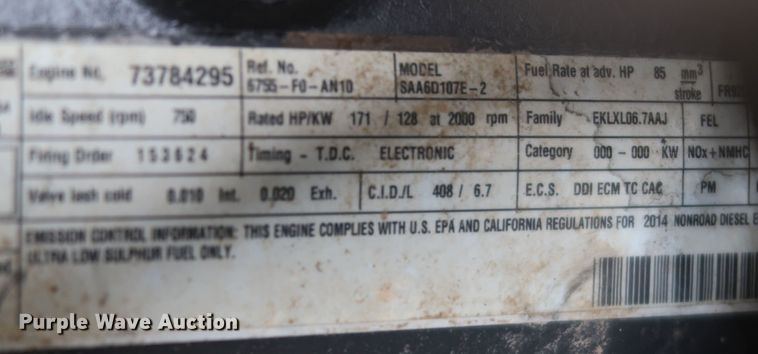 Engine No. 73784295 Ref. No. 6755-F0-AN10 MODEL SAA6D107E-2 Fuel Rate at adv. HP 85 mm3 stroke
Idle Speed (rpm) 750 Rated HP/KW 171 / 128 at 2000 rpm Family EKLXL06.7AAJ FEL
Firing Order 153624 Timing - T.D.C. ELECTRONIC Category 000 - 000 KW NOx+NMHC
Valve lash cold 0.010 Int. 0.020 Exh. C.I.D./L 408 / 6.7 E.C.S. DDI ECM TC CAC PM
EMISSION CONTROL INFORMATION: THIS ENGINE COMPLIES WITH U.S. EPA AND CALIFORNIA REGULATIONS FOR 2014 NONROAD DIESEL E
ULTRA LOW SULPHUR FUEL ONLY.
Purple Wave Auction